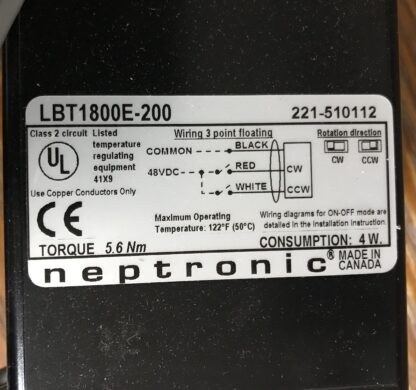 LBT1800E-200 221-510112
Class 2 circuit Listed temperature regulating equipment 41X9
UL
Use Copper Conductors Only
CE
TORQUE 5.6 Nm
Wiring 3 point floating
COMMON BLACK
48VDC RED CW
WHITE CCW
Rotation direction
CW CCW
Maximum Operating
Temperature: 122°F (50°C)
Wiring diagrams for ON-OFF mode are
detailed in the installation instruction.
CONSUMPTION: 4 W.
neptronic®
MADE IN
CANADA